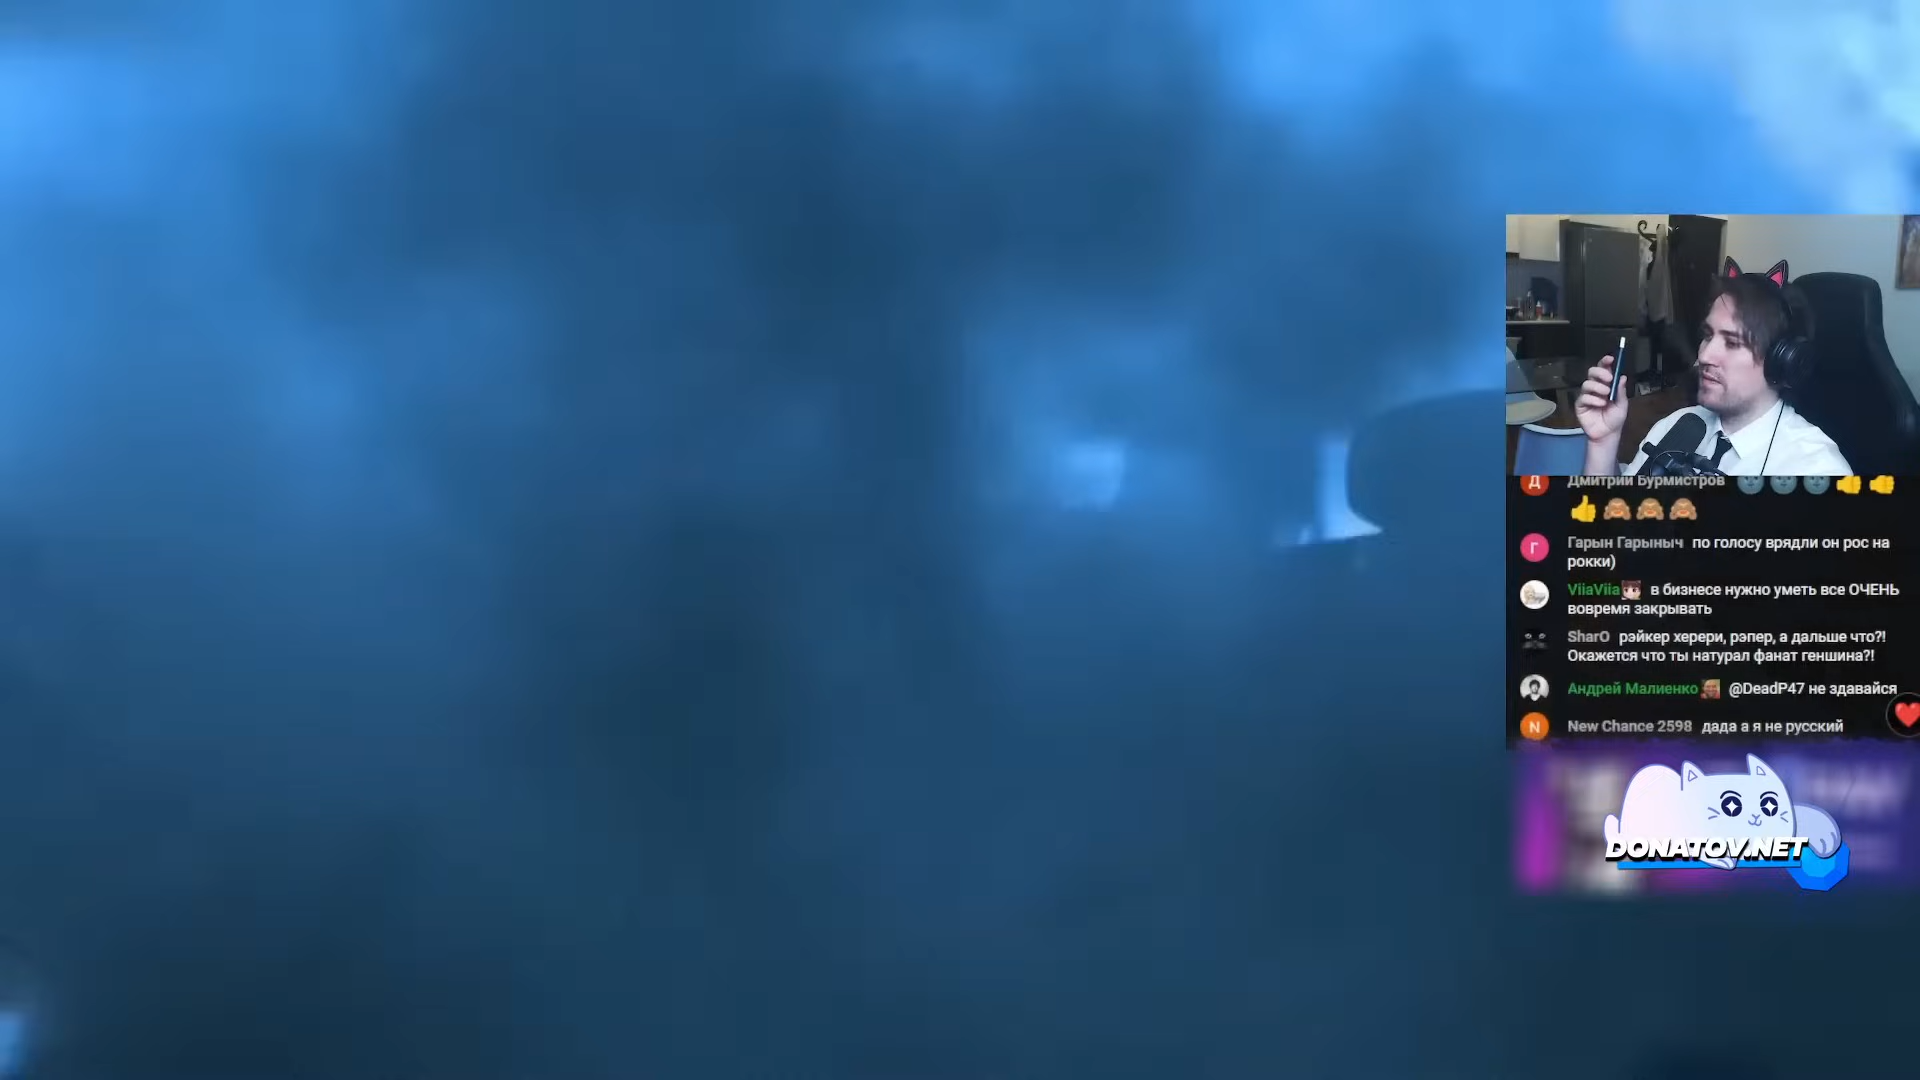 Д Дмитрий Бурмистров
Г Гарын Гарыныч по голосу врядли он рос на
рокки)
ViiaViia в бизнесе нужно уметь все ОЧЕНЬ
вовремя закрывать
SharO рэйкер херери, рэпер, а дальше что?!
Окажется что ты натурал фанат геншина?!
Андрей Малиенко @DeadP47 не здавайся
N New Chance 2598 дада а я не русский
DONATOV.NET